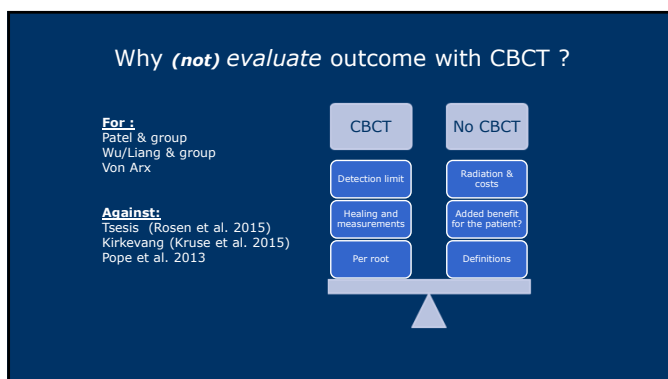 Why (not) evaluate outcome with CBCT ?
For :
Patel & group
Wu/Liang & group
Von Arx
Against:
Tsesis (Rosen et al. 2015)
Kirkevang (Kruse et al. 2015)
Pope et al. 2013
CBCT
Detection limit
Healing and
measurements
Per root
No CBCT
Radiation &
costs
Added benefit
for the patient?
Definitions